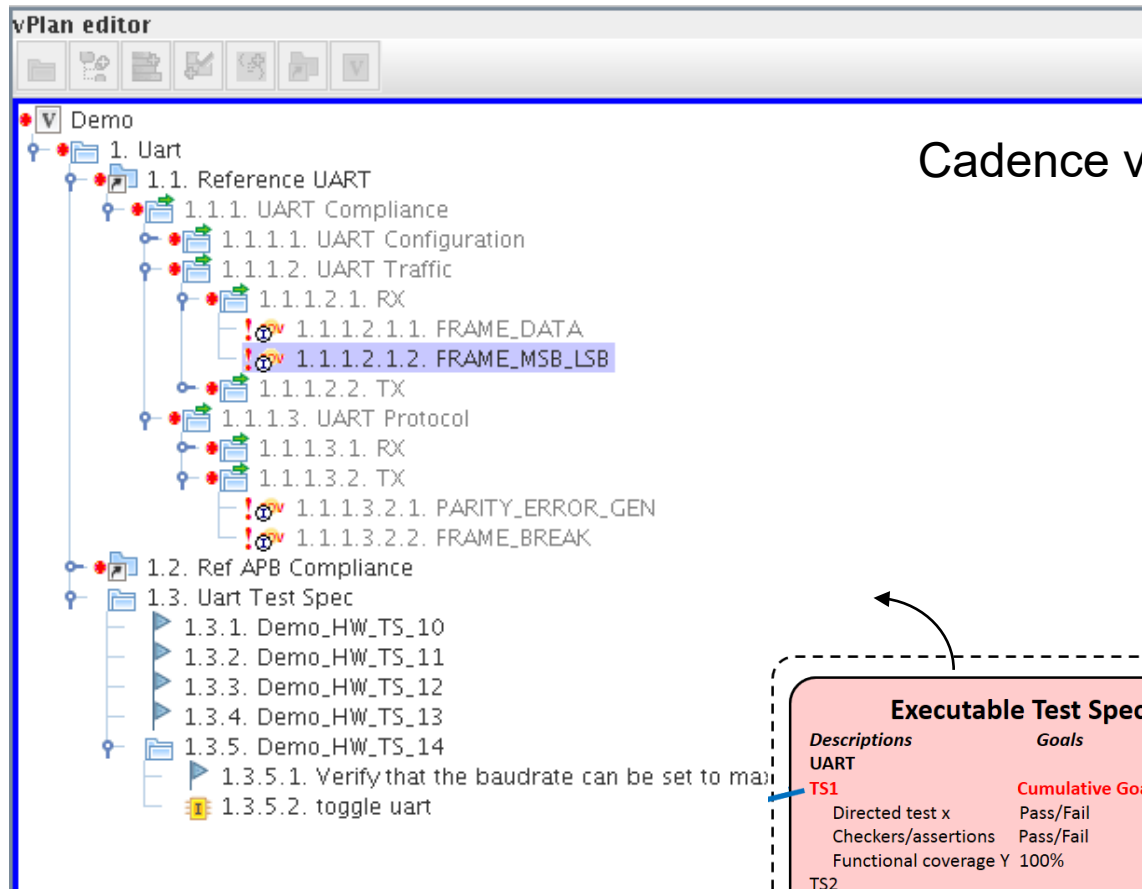 vPlan editor
V
V Demo
1. Uart
1.1. Reference UART
1.1.1. UART Compliance
1.1.1.1. UART Configuration
1.1.1.2. UART Traffic
1.1.1.2.1. RX
1.1.1.2.1.1. FRAME_DATA
1.1.1.2.1.2. FRAME_MSB_LSB
1.1.1.2.2. TX
1.1.1.3. UART Protocol
1.1.1.3.1. RX
1.1.1.3.2. TX
1.1.1.3.2.1. PARITY_ERROR_GEN
1.1.1.3.2.2. FRAME_BREAK
1.2. Ref APB Compliance
1.3. Uart Test Spec
1.3.1. Demo_HW_TS_10
1.3.2. Demo_HW_TS_11
1.3.3. Demo_HW_TS_12
1.3.4. Demo_HW_TS_13
1.3.5. Demo_HW_TS_14
1.3.5.1. Verify that the baudrate can be set to max
1.3.5.2. toggle uart
Cadence v
Executable Test Spec
Descriptions Goals
UART
TS1 Cumulative Goa
Directed test x Pass/Fail
Checkers/assertions Pass/Fail
Functional coverage Y 100%
TS2